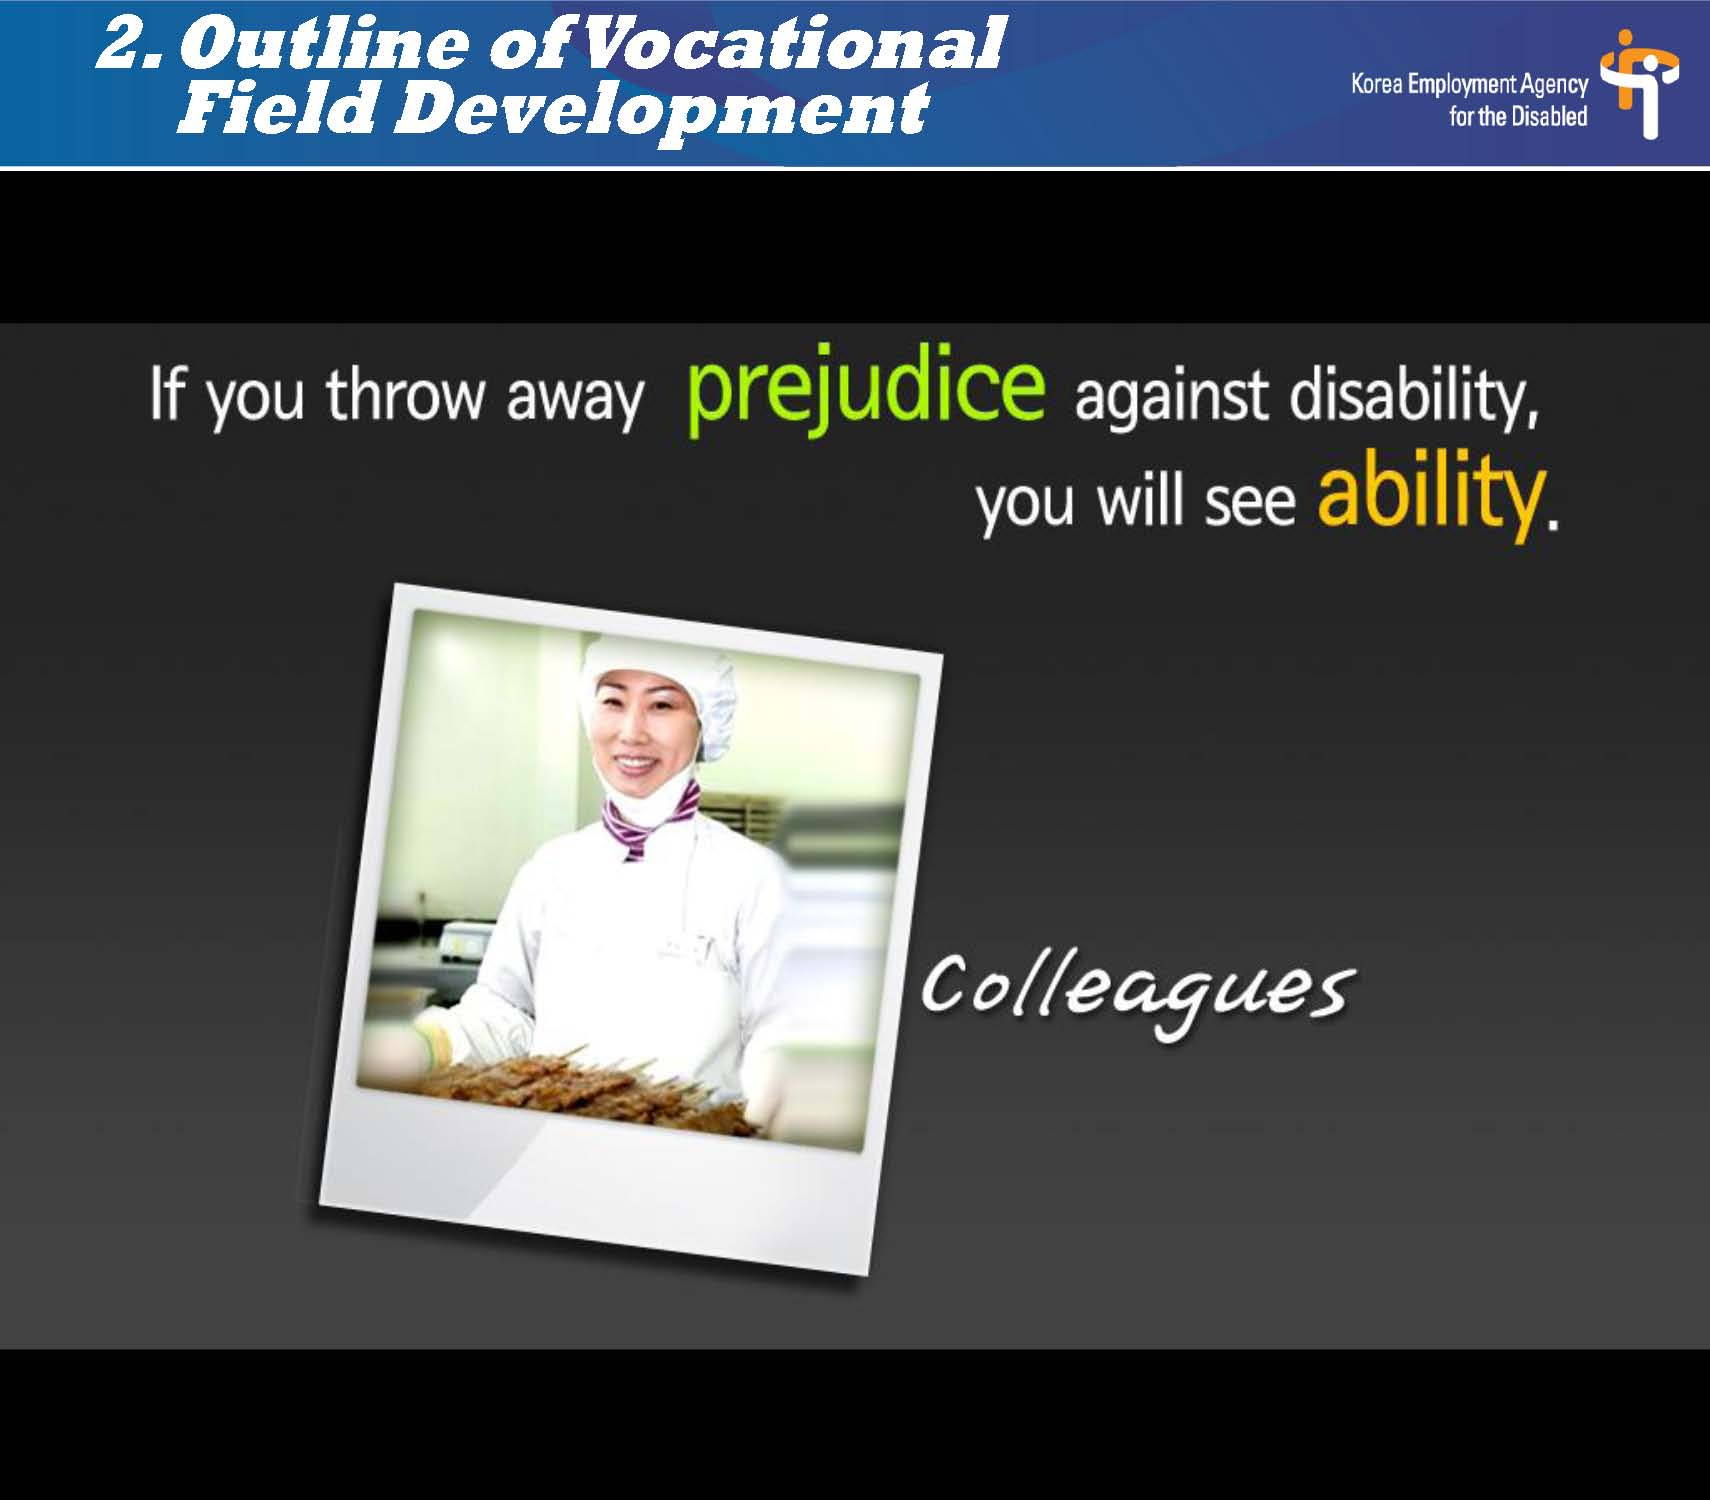 2. Outline of Vocational
Field Development
Korea Employment Agency
for the Disabled
If you throw away prejudice against disability,
you will see ability.
Colleagues